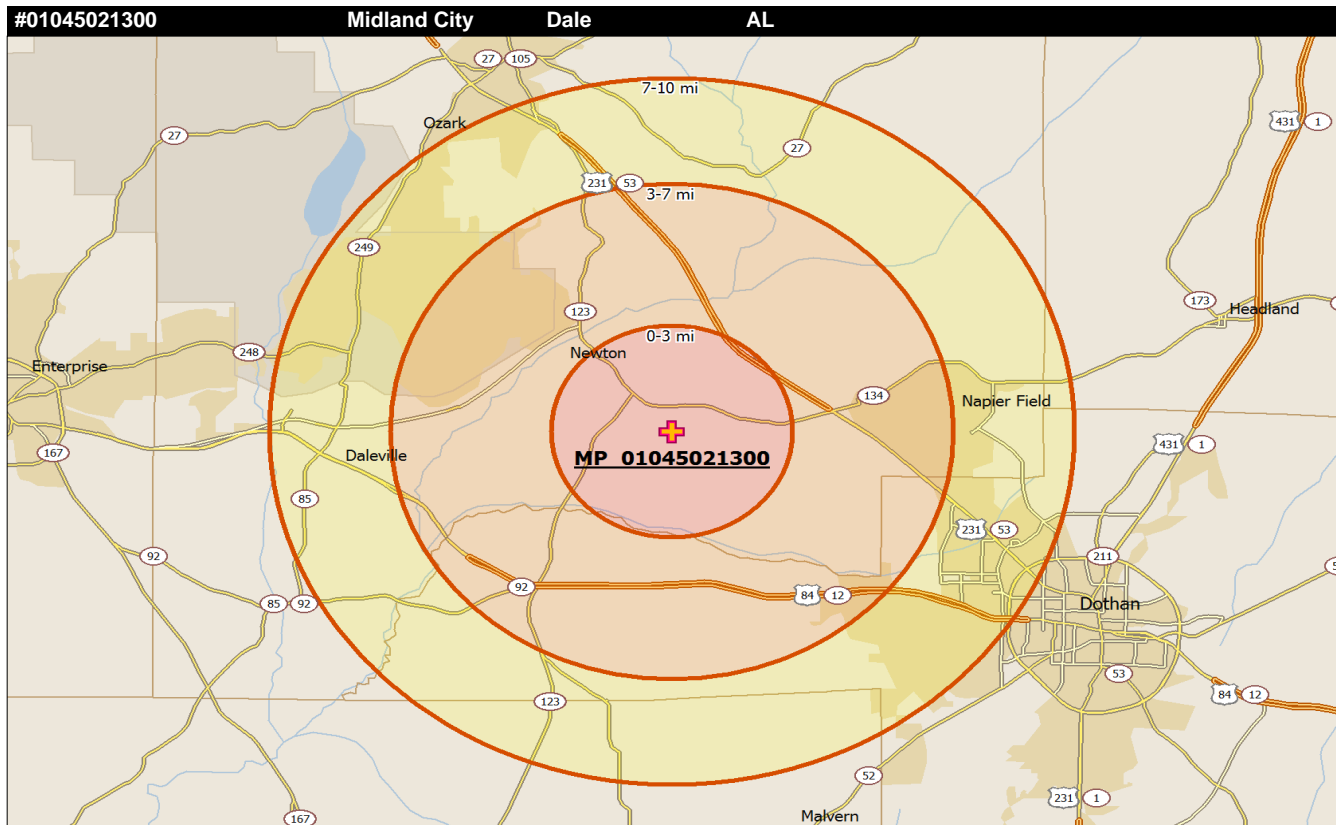 #01045021300 Midland City Dale AL
27 105
7-10 mi
Ozark
431 1
27
27
231 53
3-7 mi
249
173
Headland
123
0-3 mi
248
Newton
Enterprise
134
Napier Field
431 1
167
Daleville
MP 01045021300
85
231 53
92
211
92
84 12
85 92
Dothan
53
84 12
123
52
231 1
167
Malvern